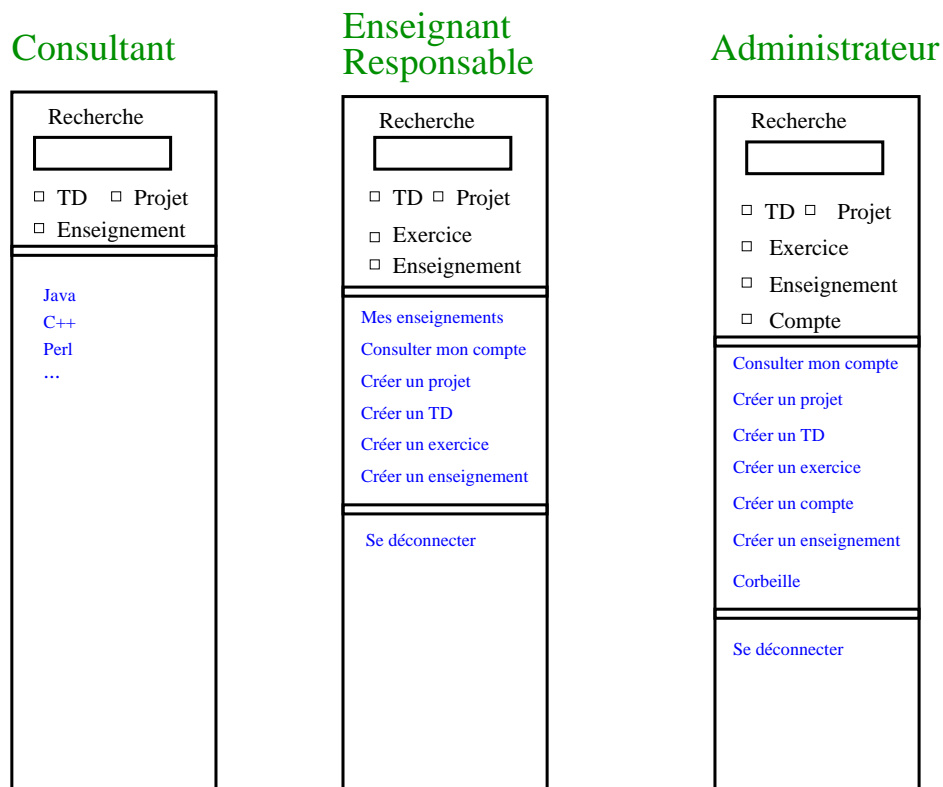 Consultant
Recherche
TD Projet
Enseignement
Java
C++
Perl
...
Enseignant
Responsable
Recherche
TD Projet
Exercice
Enseignement
Mes enseignements
Consulter mon compte
Créer un projet
Créer un TD
Créer un exercice
Créer un enseignement
Se déconnecter
Administrateur
Recherche
TD Projet
Exercice
Enseignement
Compte
Consulter mon compte
Créer un projet
Créer un TD
Créer un exercice
Créer un compte
Créer un enseignement
Corbeille
Se déconnecter